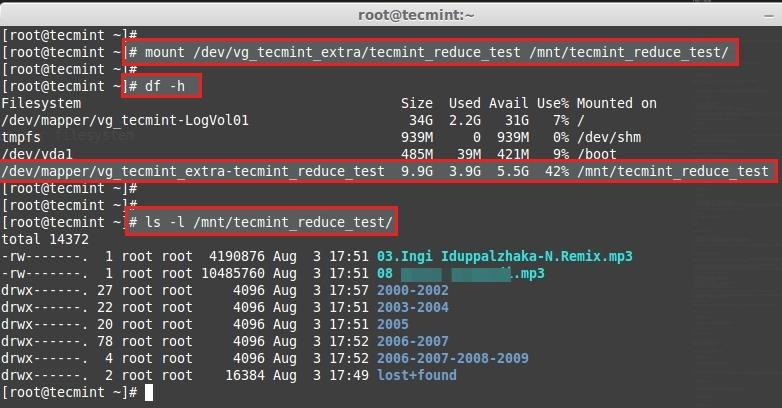 root@tecmint:~
[root@tecmint ~]#
[root@tecmint ~]# mount /dev/vg_tecmint_extra/tecmint_reduce_test /mnt/tecmint_reduce_test/
[root@tecmint ~]#
[root@tecmint ~]# df -h
Filesystem Size Used Avail Use% Mounted on
/dev/mapper/vg_tecmint-LogVol01 34G 2.2G 31G 7% /
tmpfs 939M 0 939M 0% /dev/shm
/dev/vda1 485M 39M 421M 9% /boot
/dev/mapper/vg_tecmint_extra-tecmint_reduce_test 9.9G 3.9G 5.5G 42% /mnt/tecmint_reduce_test
[root@tecmint ~]#
[root@tecmint ~]#
[root@tecmint ~]# ls -l /mnt/tecmint_reduce_test/
total 14372
-rw-------. 1 root root 4190876 Aug 3 17:51 03.Ingi Iduppalzhaka-N.Remix.mp3
-rw-------. 1 root root 10485760 Aug 3 17:51 08 .mp3
drwx------. 27 root root 4096 Aug 3 17:57 2000-2002
drwx------. 22 root root 4096 Aug 3 17:51 2003-2004
drwx------. 20 root root 4096 Aug 3 17:51 2005
drwx------. 78 root root 4096 Aug 3 17:52 2006-2007
drwx------. 4 root root 4096 Aug 3 17:52 2006-2007-2008-2009
drwx------. 2 root root 16384 Aug 3 17:49 lost+found
[root@tecmint ~]#